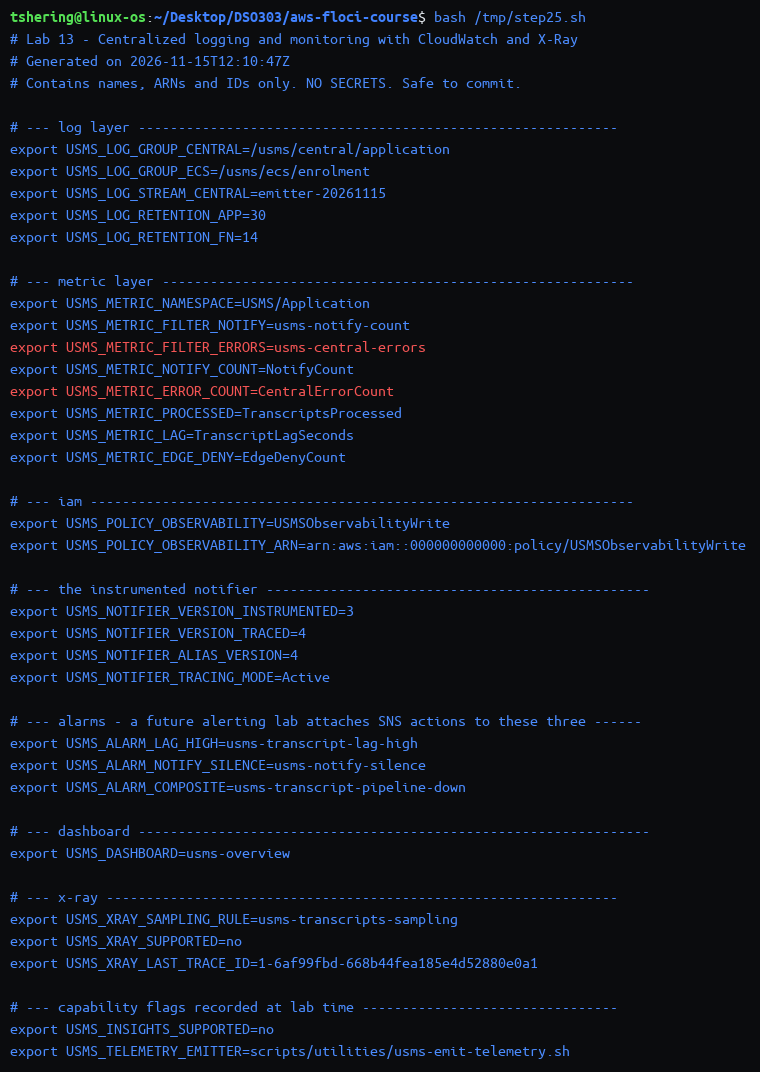 tshering@linux-os:~/Desktop/DSO303/aws-floci-course$ bash /tmp/step25.sh
# Lab 13 - Centralized logging and monitoring with CloudWatch and X-Ray
# Generated on 2026-11-15T12:10:47Z
# Contains names, ARNs and IDs only. NO SECRETS. Safe to commit.
# --- log layer ------------------------------------------------------------
export USMS_LOG_GROUP_CENTRAL=/usms/central/application
export USMS_LOG_GROUP_ECS=/usms/ecs/enrolment
export USMS_LOG_STREAM_CENTRAL=emitter-20261115
export USMS_LOG_RETENTION_APP=30
export USMS_LOG_RETENTION_FN=14
# --- metric layer -----------------------------------------------------------
export USMS_METRIC_NAMESPACE=USMS/Application
export USMS_METRIC_FILTER_NOTIFY=usms-notify-count
export USMS_METRIC_FILTER_ERRORS=usms-central-errors
export USMS_METRIC_NOTIFY_COUNT=NotifyCount
export USMS_METRIC_ERROR_COUNT=CentralErrorCount
export USMS_METRIC_PROCESSED=TranscriptsProcessed
export USMS_METRIC_LAG=TranscriptLagSeconds
export USMS_METRIC_EDGE_DENY=EdgeDenyCount
# --- iam --------------------------------------------------------------------
export USMS_POLICY_OBSERVABILITY=USMSObservabilityWrite
export USMS_POLICY_OBSERVABILITY_ARN=arn:aws:iam::000000000000:policy/USMSObservabilityWrite
# --- the instrumented notifier ------------------------------------------------
export USMS_NOTIFIER_VERSION_INSTRUMENTED=3
export USMS_NOTIFIER_VERSION_TRACED=4
export USMS_NOTIFIER_ALIAS_VERSION=4
export USMS_NOTIFIER_TRACING_MODE=Active
# --- alarms - a future alerting lab attaches SNS actions to these three ------
export USMS_ALARM_LAG_HIGH=usms-transcript-lag-high
export USMS_ALARM_NOTIFY_SILENCE=usms-notify-silence
export USMS_ALARM_COMPOSITE=usms-transcript-pipeline-down
# --- dashboard ----------------------------------------------------------------
export USMS_DASHBOARD=usms-overview
# --- x-ray ----------------------------------------------------------------
export USMS_XRAY_SAMPLING_RULE=usms-transcripts-sampling
export USMS_XRAY_SUPPORTED=no
export USMS_XRAY_LAST_TRACE_ID=1-6af99fbd-668b44fea185e4d52880e0a1
# --- capability flags recorded at lab time --------------------------------
export USMS_INSIGHTS_SUPPORTED=no
export USMS_TELEMETRY_EMITTER=scripts/utilities/usms-emit-telemetry.sh